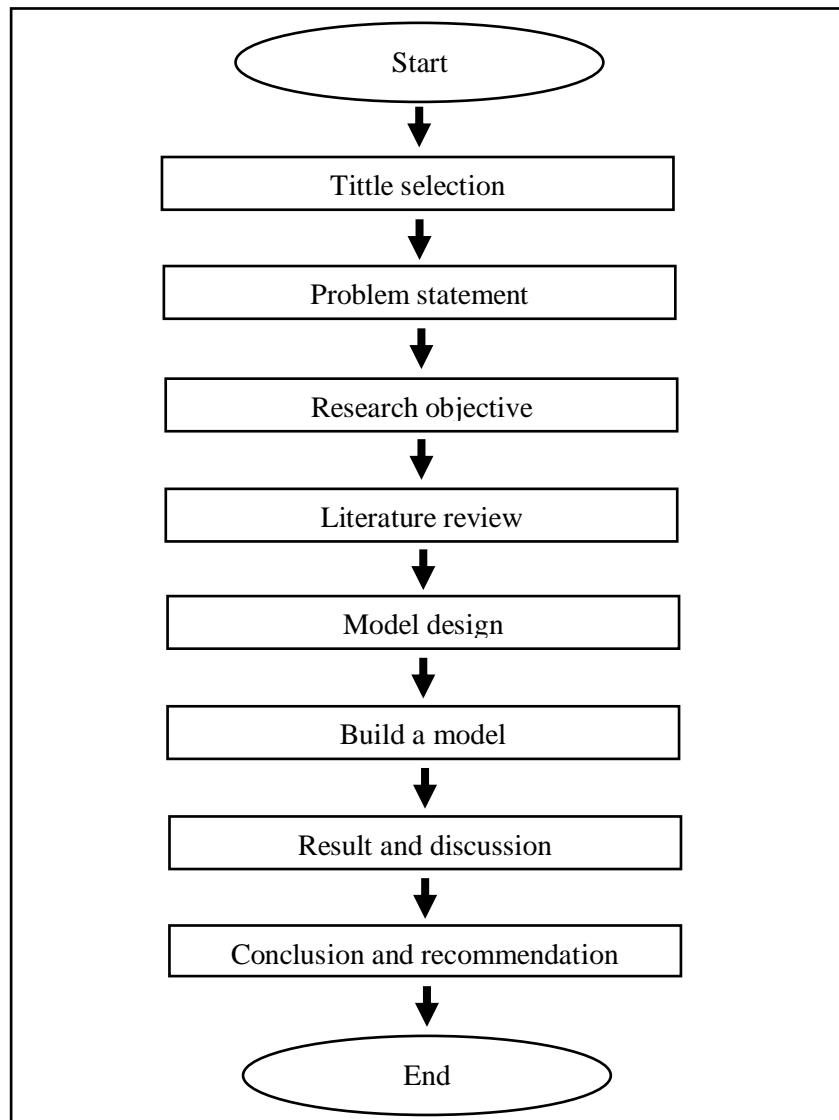 Start
Tittle selection
Problem statement
Research objective
Literature review
Model design
Build a model
Result and discussion
Conclusion and recommendation
End